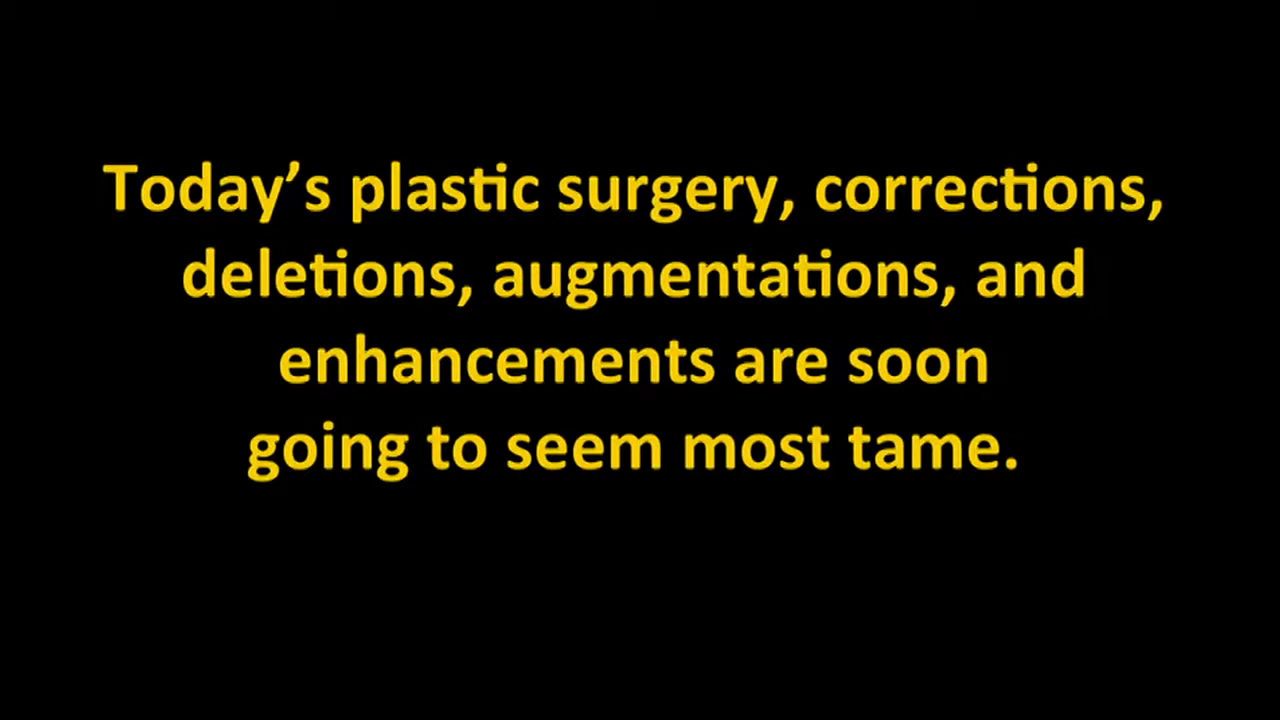 Today’s plastic surgery, corrections,
deletions, augmentations, and
enhancements are soon
going to seem most tame.